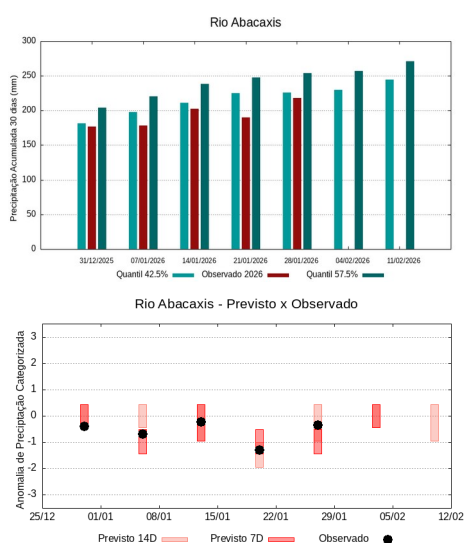 Rio Abacaxis
Precipitação Acumulada 30 dias (mm)
300
250
200
150
100
50
0
31/12/2025 07/01/2026 14/01/2026 21/01/2026 28/01/2026 04/02/2026 11/02/2026
Quantil 42.5% Observado 2026 Quantil 57.5%
Rio Abacaxis - Previsto x Observado
Anomalia de Precipitação Categorizada
3
2
1
0
-1
-2
-3
25/12 01/01 08/01 15/01 22/01 29/01 05/02 12/02
Previsto 14D Previsto 7D Observado